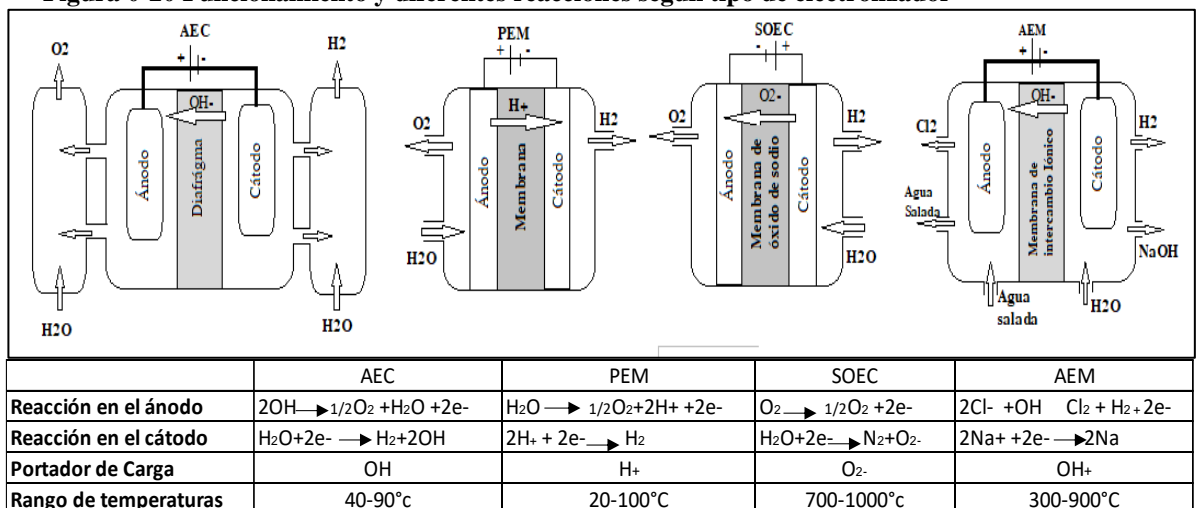 Funcionamiento y diferentes reacciones según tipo de electrolizador
AEC
O2
H2
+ -
OH-
Ánodo
Diafrágma
Cátodo
H2O
H2O
PEM
+ -
H+
O2
H2
Ánodo
Membrana
Cátodo
H2O
SOEC
- +
O2-
O2
H2
Ánodo
Membrana de
óxido de sodio
Cátodo
H2O
AEM
+ -
OH-
Cl2
H2
Ánodo
Membrana de
intercambio Iónico
Cátodo
Agua
Salada
NaOH
Agua
salada
H2O
AEC PEM SOEC AEM
Reacción en el ánodo 2OH→1/2O2 +H2O +2e- H2O → 1/2O2+2H+ +2e- O2→ 1/2O2 +2e- 2Cl- +OH Cl2 + H2 + 2e-
Reacción en el cátodo H2O+2e- → H2+2OH 2H+ + 2e-→ H2 H2O+2e-→N2+O2- 2Na+ +2e- →2Na
Portador de Carga OH H+ O2- OH+
Rango de temperaturas 40-90°c 20-100°C 700-1000°c 300-900°C